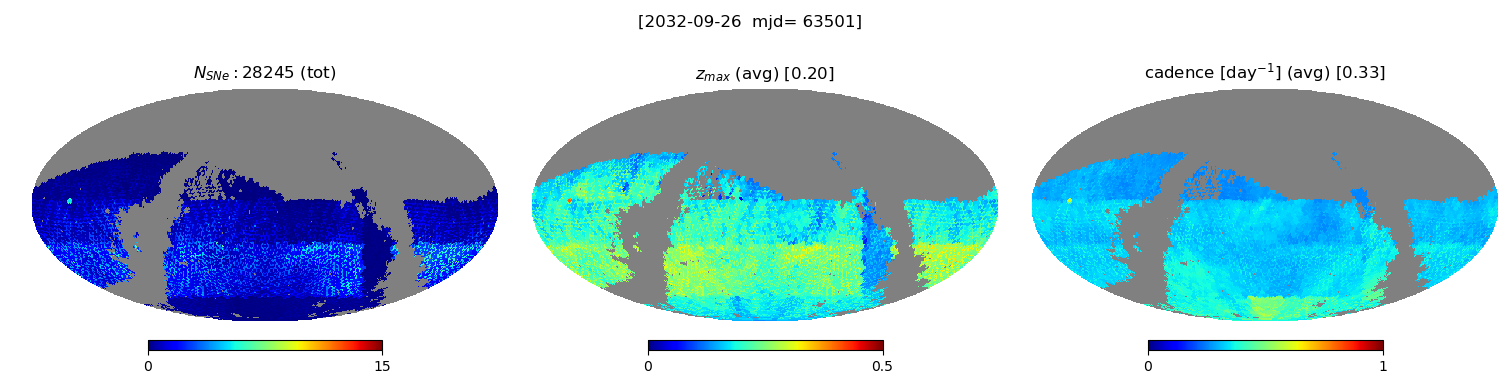 [2032-09-26  mjd= 63501]
N_{SNe} : 28245 (tot)
z_{max} (avg) [0.20]
cadence [day^{-1}] (avg) [0.33]
0 15
0 0.5
0 1